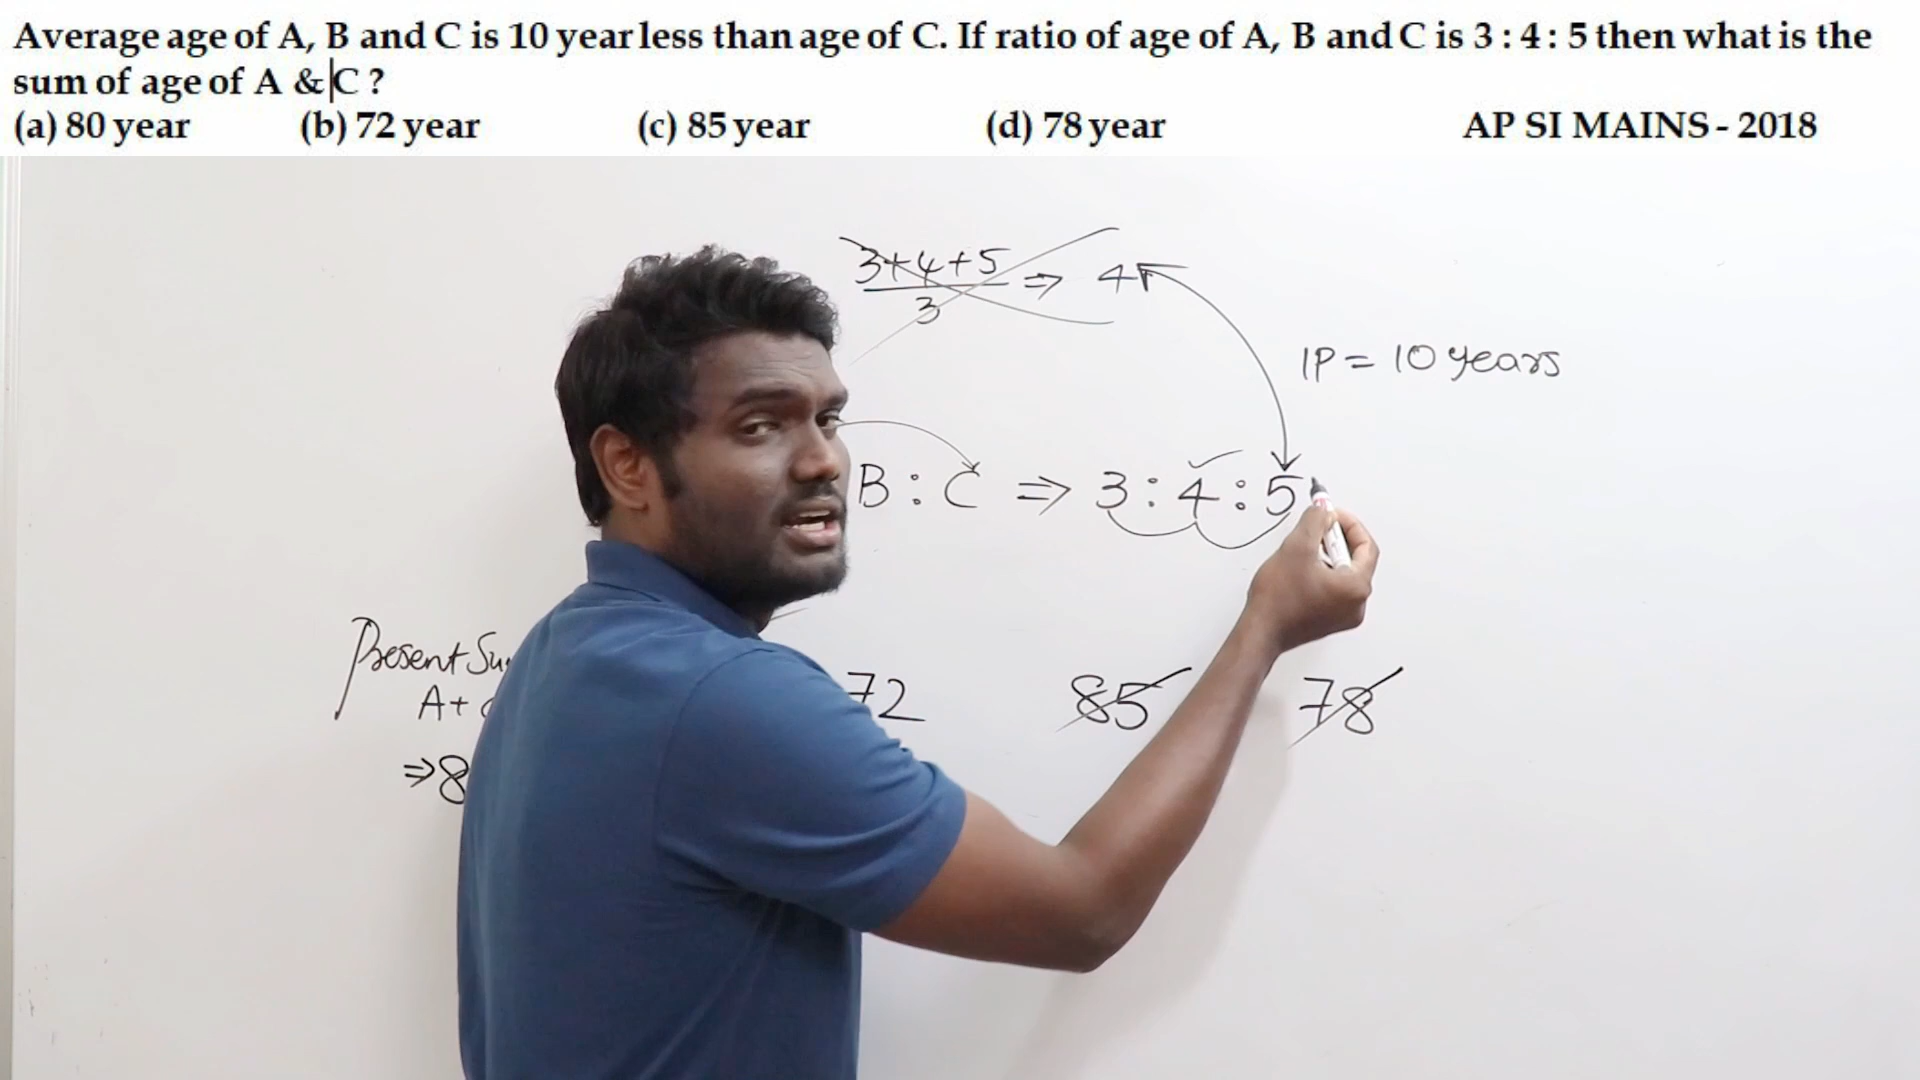 Average age of A, B and C is 10 year less than age of C. If ratio of age of A, B and C is 3 : 4 : 5 then what is the
sum of age of A & C ?
(a) 80 year (b) 72 year (c) 85 year (d) 78 year AP SI MAINS - 2018
3+4+5
3
⇒ 4
1P = 10 years
B : C ⇒ 3 : 4 : 5
Present
A +
72 85 78
⇒ 8